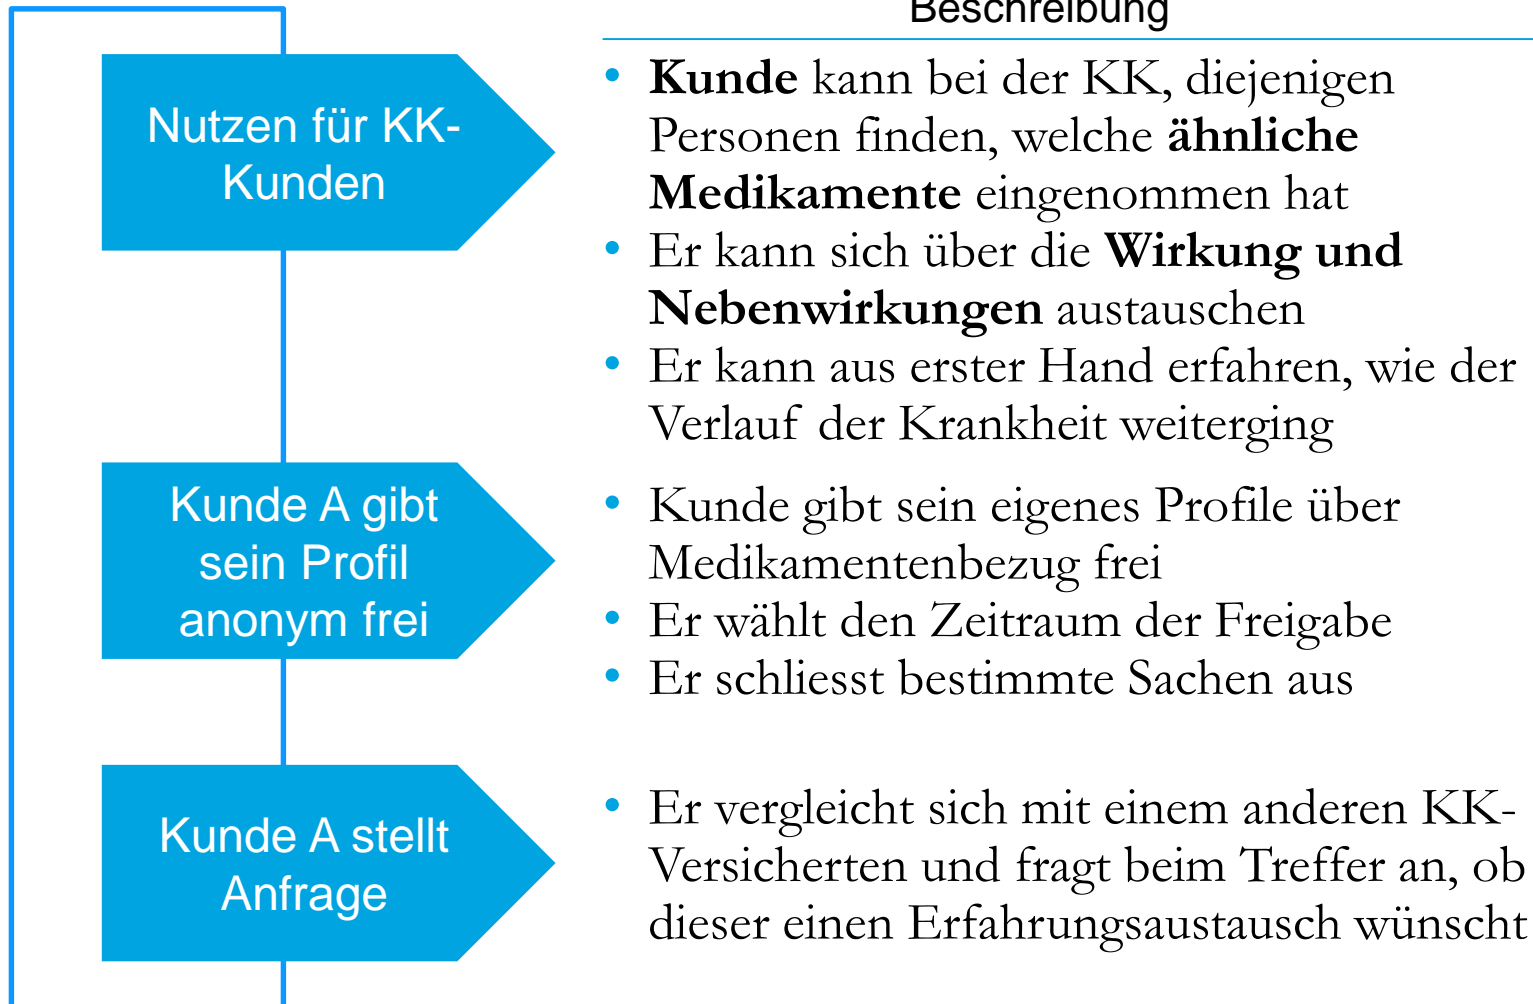 Beschreibung
Nutzen für KK-
Kunden
• Kunde kann bei der KK, diejenigen
Personen finden, welche ähnliche
Medikamente eingenommen hat
• Er kann sich über die Wirkung und
Nebenwirkungen austauschen
• Er kann aus erster Hand erfahren, wie der
Verlauf der Krankheit weiterging
Kunde A gibt
sein Profil
anonym frei
• Kunde gibt sein eigenes Profile über
Medikamentenbezug frei
• Er wählt den Zeitraum der Freigabe
• Er schliesst bestimmte Sachen aus
Kunde A stellt
Anfrage
• Er vergleicht sich mit einem anderen KK-
Versicherten und fragt beim Treffer an, ob
dieser einen Erfahrungsaustausch wünscht